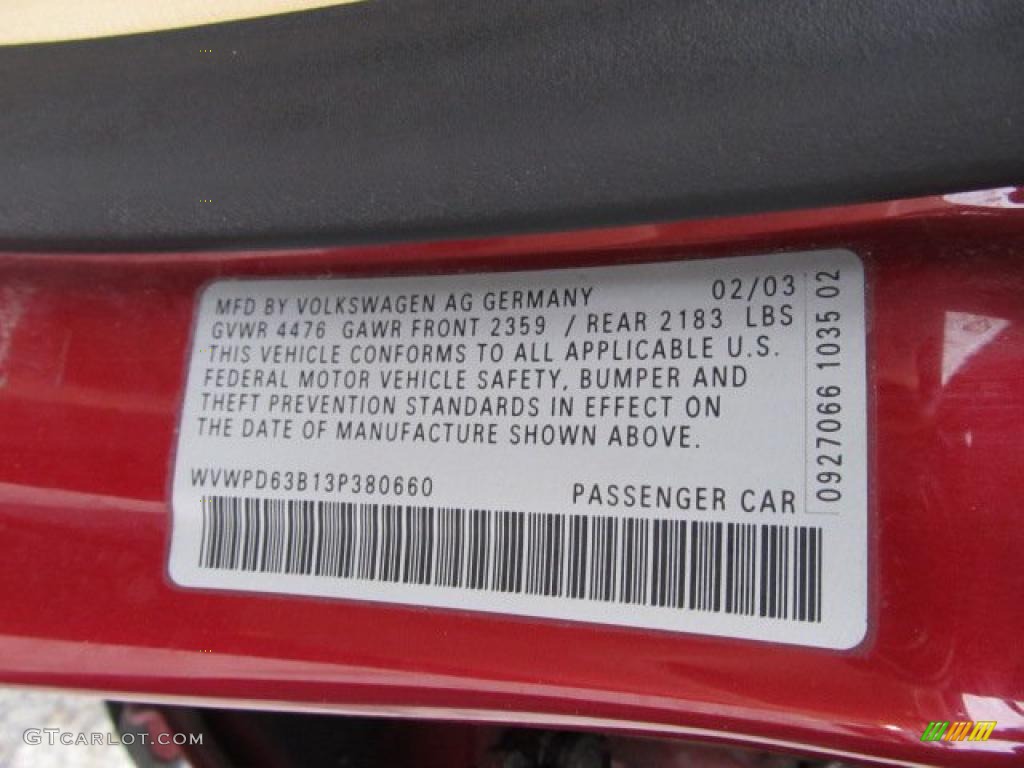 MFD BY VOLKSWAGEN AG GERMANY 02/03
GVWR 4476 GAWR FRONT 2359 / REAR 2183 LBS
THIS VEHICLE CONFORMS TO ALL APPLICABLE U.S.
FEDERAL MOTOR VEHICLE SAFETY, BUMPER AND
THEFT PREVENTION STANDARDS IN EFFECT ON
THE DATE OF MANUFACTURE SHOWN ABOVE.
WVWPD63B13P380660 PASSENGER CAR
0927066 1035 02
GTCARLOT.COM